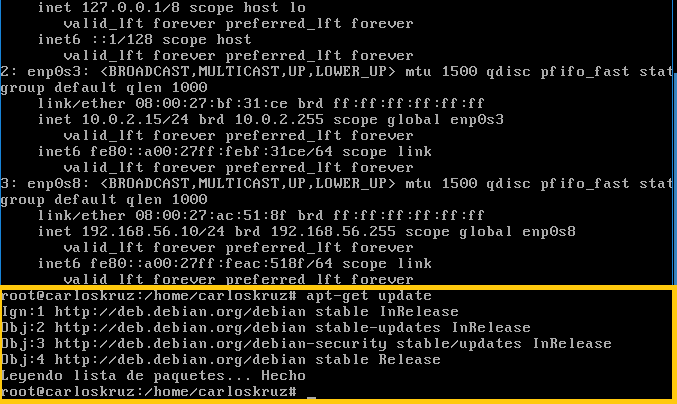 inet 127.0.0.1/8 scope host lo
valid_lft forever preferred_lft forever
inet6 ::1/128 scope host
valid_lft forever preferred_lft forever
2: enp0s3: <BROADCAST,MULTICAST,UP,LOWER_UP> mtu 1500 qdisc pfifo_fast stat
group default qlen 1000
link/ether 08:00:27:bf:31:ce brd ff:ff:ff:ff:ff:ff
inet 10.0.2.15/24 brd 10.0.2.255 scope global enp0s3
valid_lft forever preferred_lft forever
inet6 fe80::a00:27ff:febf:31ce/64 scope link
valid_lft forever preferred_lft forever
3: enp0s8: <BROADCAST,MULTICAST,UP,LOWER_UP> mtu 1500 qdisc pfifo_fast stat
group default qlen 1000
link/ether 08:00:27:ac:51:8f brd ff:ff:ff:ff:ff:ff
inet 192.168.56.10/24 brd 192.168.56.255 scope global enp0s8
valid_lft forever preferred_lft forever
inet6 fe80::a00:27ff:feac:518f/64 scope link
valid_lft forever preferred_lft forever
root@carloskruz:/home/carloskruz# apt-get update
Ign:1 http://deb.debian.org/debian stable InRelease
Obj:2 http://deb.debian.org/debian stable-updates InRelease
Obj:3 http://deb.debian.org/debian-security stable/updates InRelease
Obj:4 http://deb.debian.org/debian stable Release
Leyendo lista de paquetes... Hecho
root@carloskruz:/home/carloskruz# _